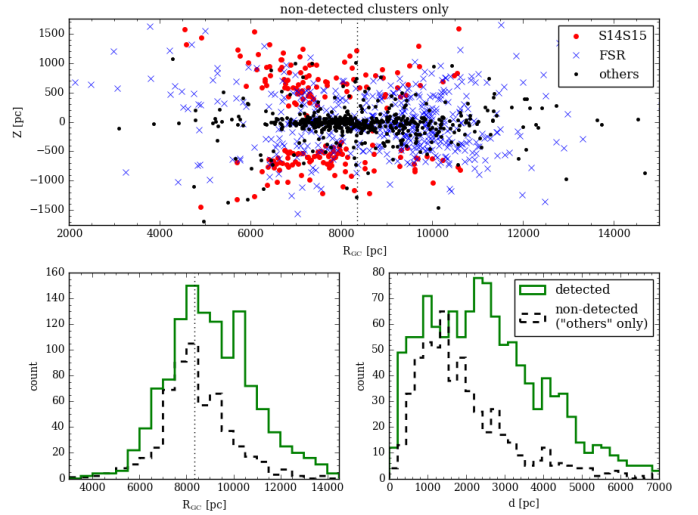 non-detected clusters only
1500
1000
500
0
−500
−1000
−1500
Z [pc]
S14S15
FSR
others
2000 4000 6000 8000 10000 12000 14000
R_GC [pc]
160
140
120
100
80
60
40
20
0
count
4000 6000 8000 10000 12000 14000
R_GC [pc]
80
70
60
50
40
30
20
10
0
count
detected
non-detected
("others" only)
0 1000 2000 3000 4000 5000 6000 7000
d [pc]